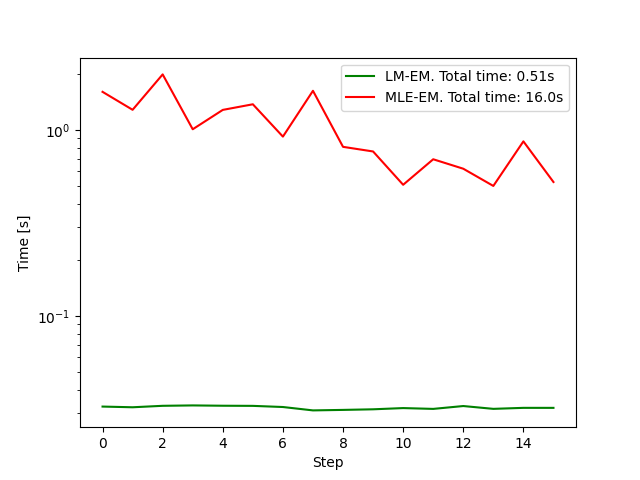 LM-EM. Total time: 0.51s
MLE-EM. Total time: 16.0s
10⁰
10⁻¹
Time [s]
0 2 4 6 8 10 12 14
Step